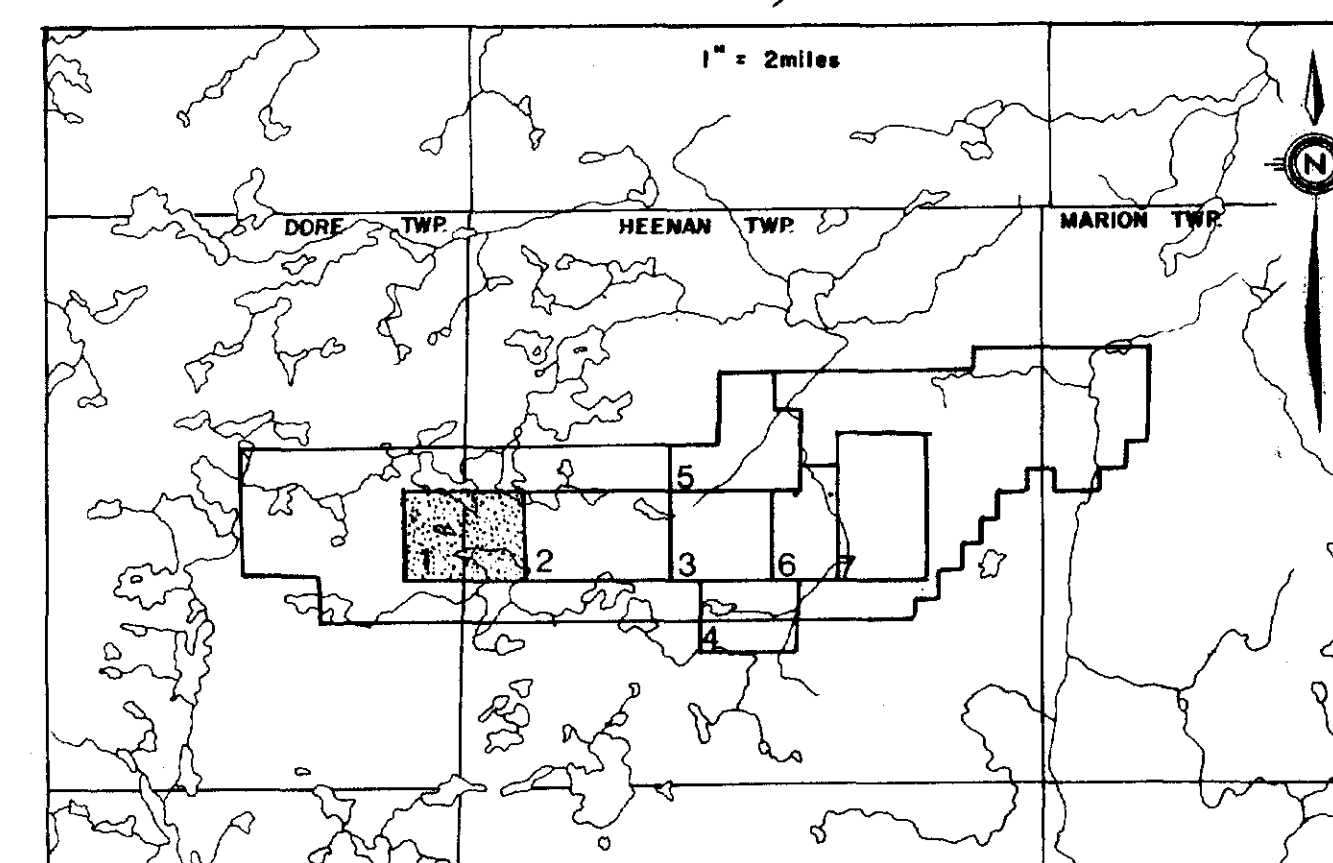 1" = 2miles
N
DORE TWP.
HEENAN TWP.
MARION TWP.
5
1
2
3
6
7
4